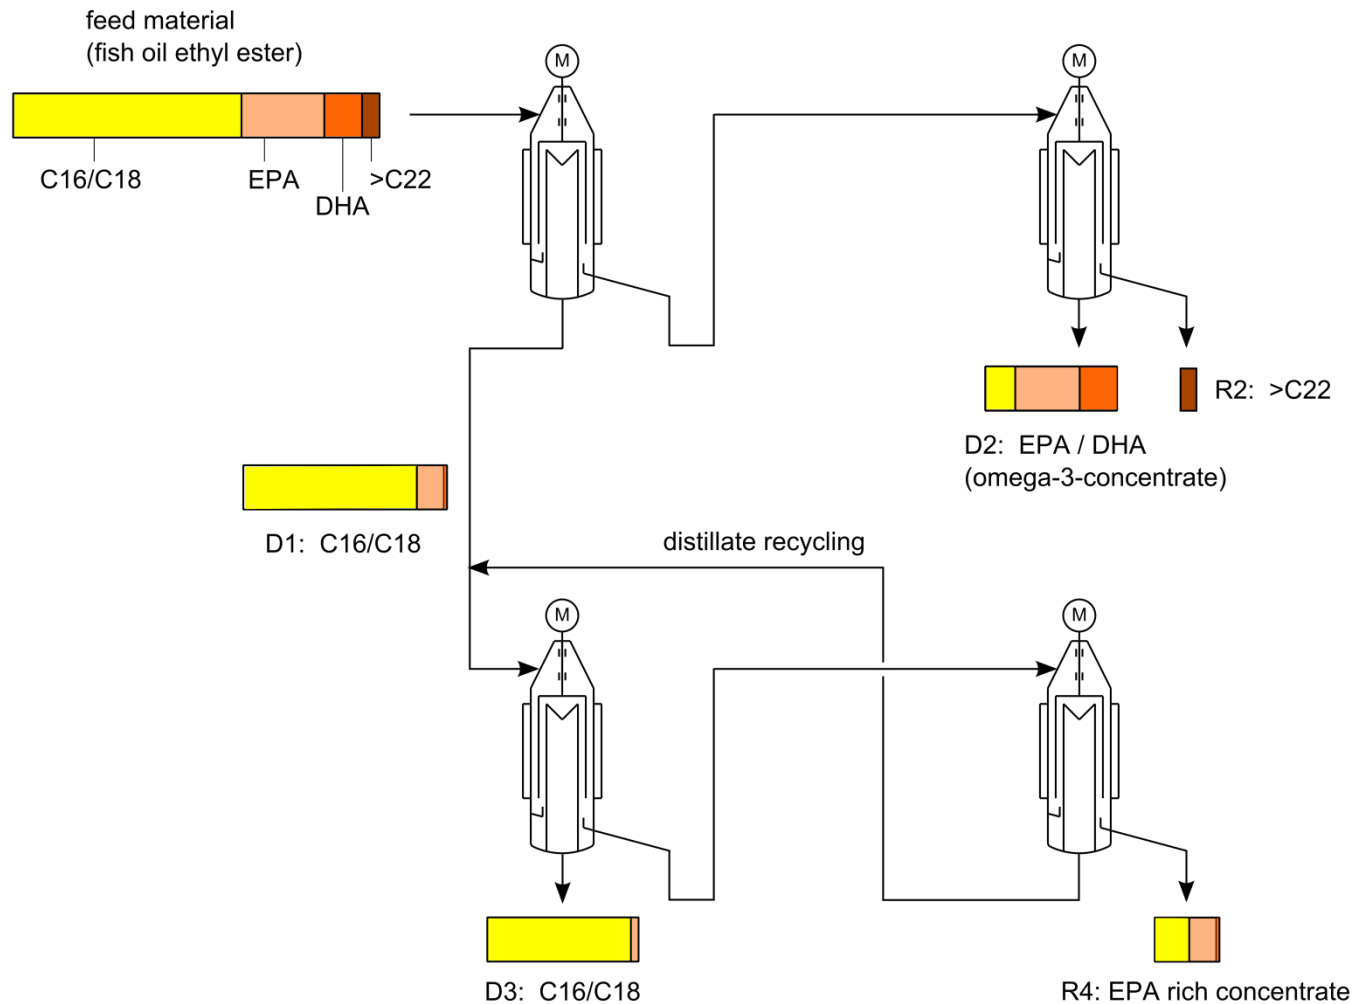 feed material
(fish oil ethyl ester)
M
M
C16/C18
EPA
>C22
DHA
R2:  >C22
D2:  EPA / DHA
(omega-3-concentrate)
D1:  C16/C18
distillate recycling
M
M
D3:  C16/C18
R4: EPA rich concentrate